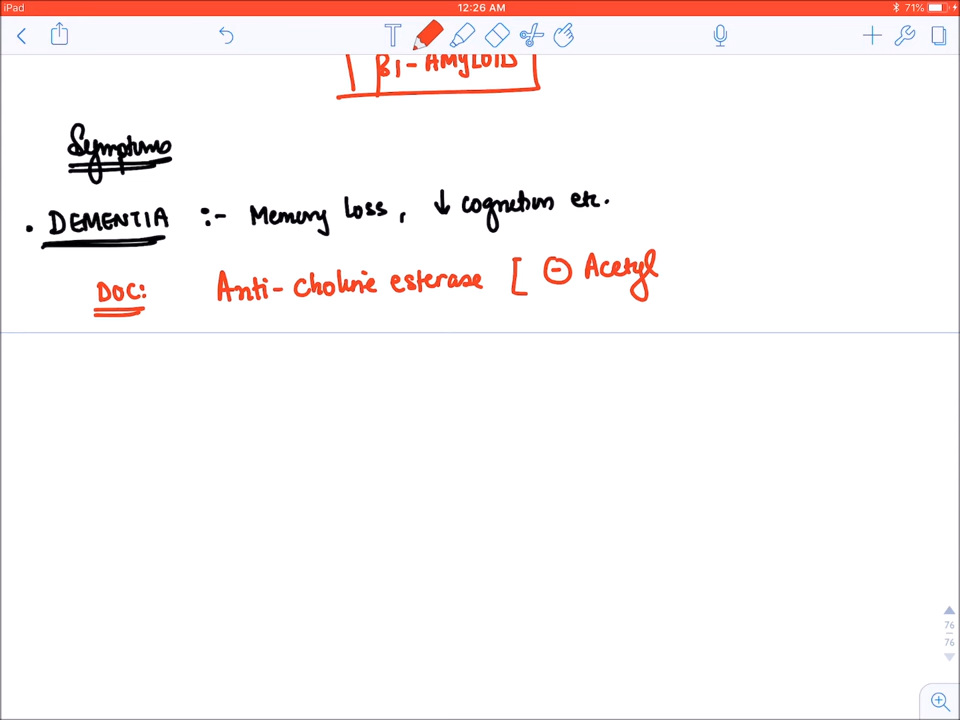 iPad 12:26 AM 71%
B1-AMYLOIDS
Symptoms
. DEMENTIA :- Memory loss, ↓ cognition etc.
DOC: Anti-choline esterase [ ⊖ Acetyl
76
76